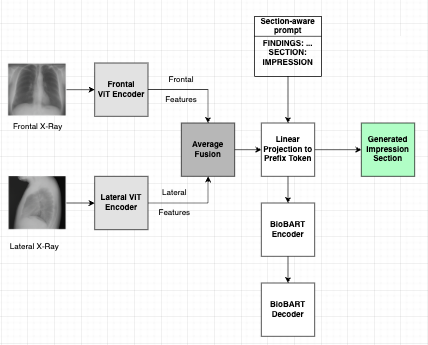 Section-aware
prompt
FINDINGS: ...
SECTION:
IMPRESSION
Frontal
ViT Encoder
Frontal
Features
Frontal X-Ray
Average
Fusion
Linear
Projection to
Prefix Token
Generated
Impression
Section
Lateral ViT
Encoder
Lateral
Features
Lateral X-Ray
BioBART
Encoder
BioBART
Decoder